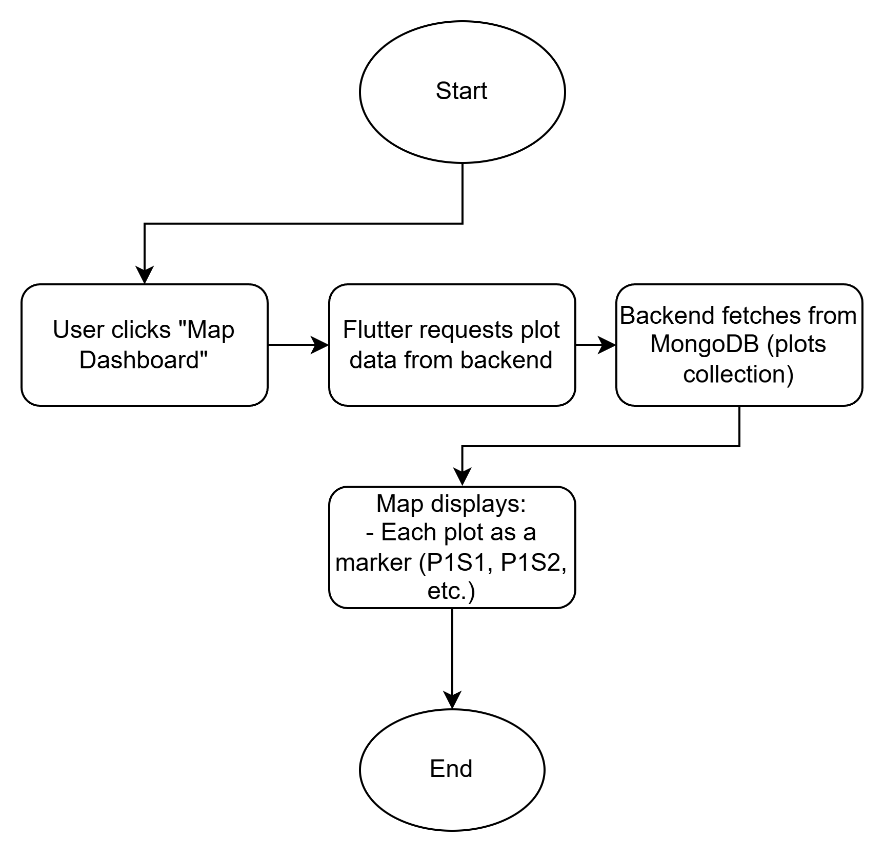 Start
User clicks "Map
Dashboard"
Flutter requests plot
data from backend
Backend fetches from
MongoDB (plots
collection)
Map displays:
- Each plot as a
marker (P1S1, P1S2,
etc.)
End